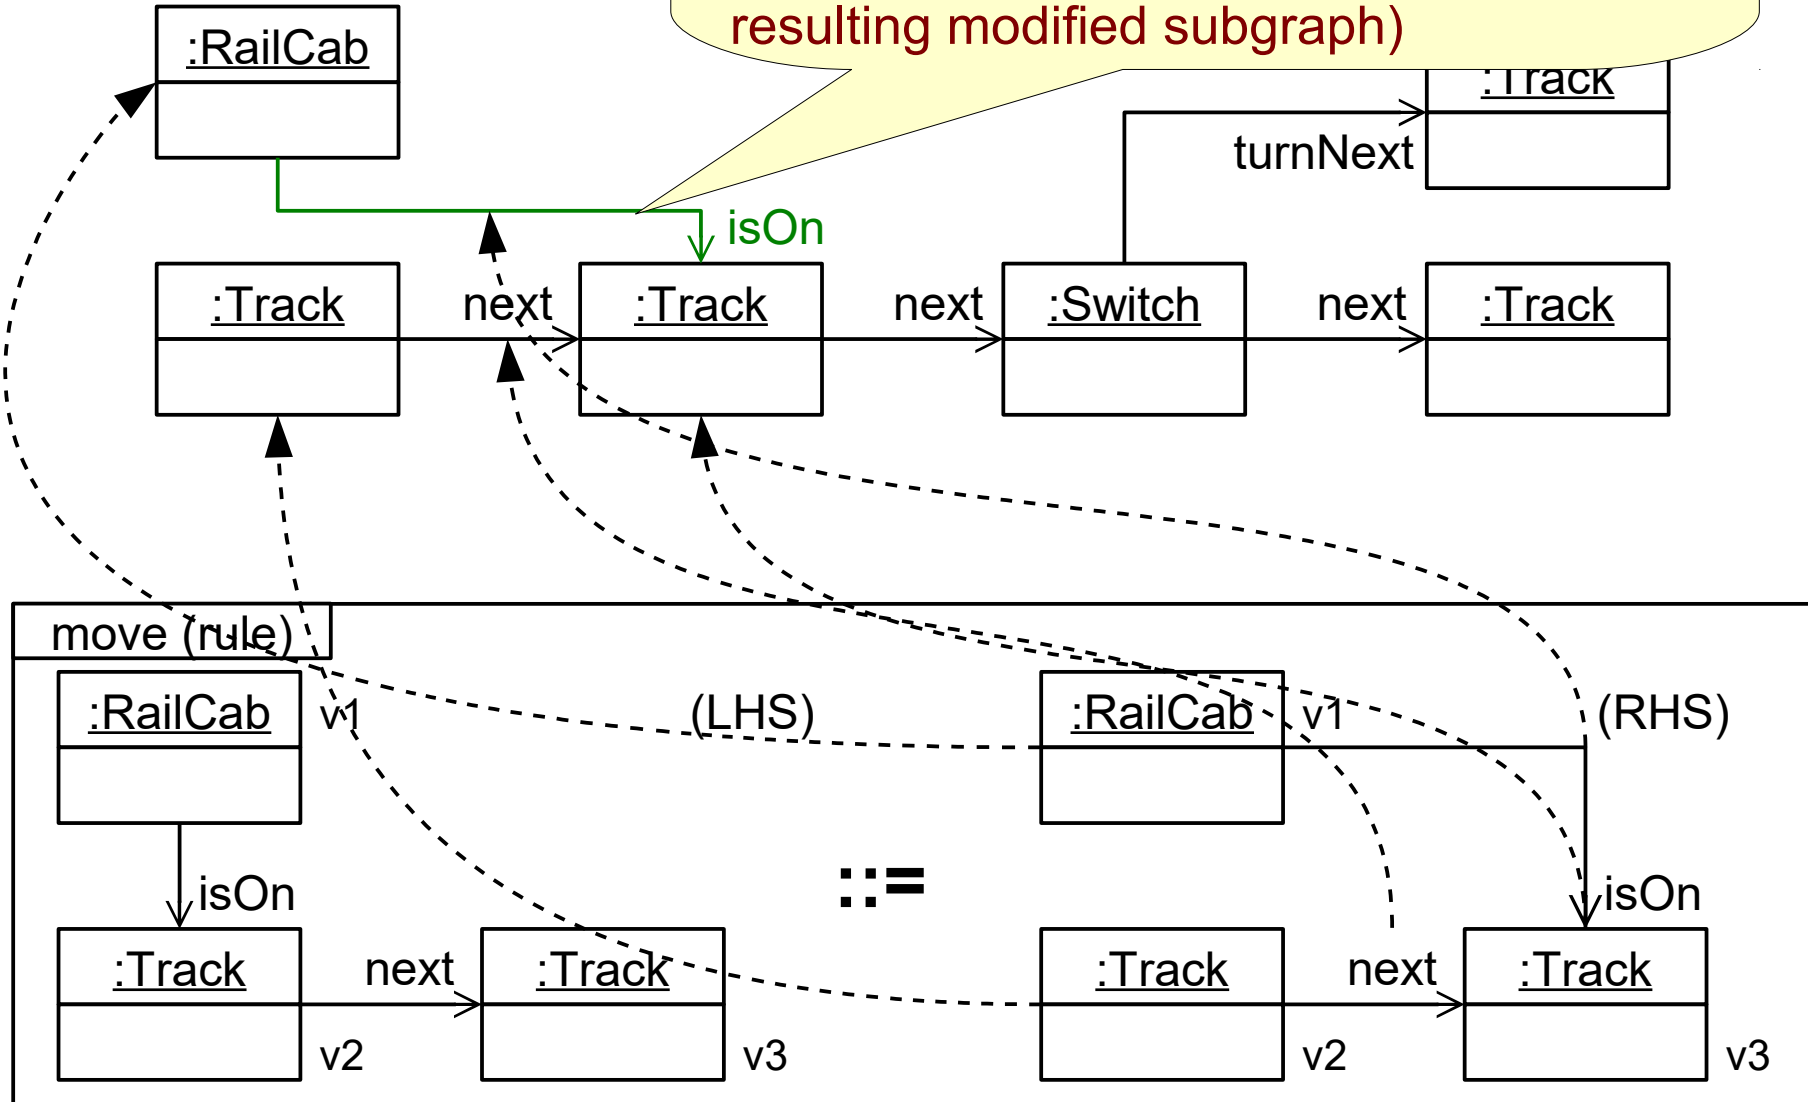 resulting modified subgraph)
:RailCab
:Track
turnNext
isOn
:Track
next
:Track
next
:Switch
next
:Track
move (rule)
:RailCab
v1
(LHS)
:RailCab
v1
(RHS)
isOn
::=
isOn
:Track
next
:Track
:Track
next
:Track
v2
v3
v2
v3